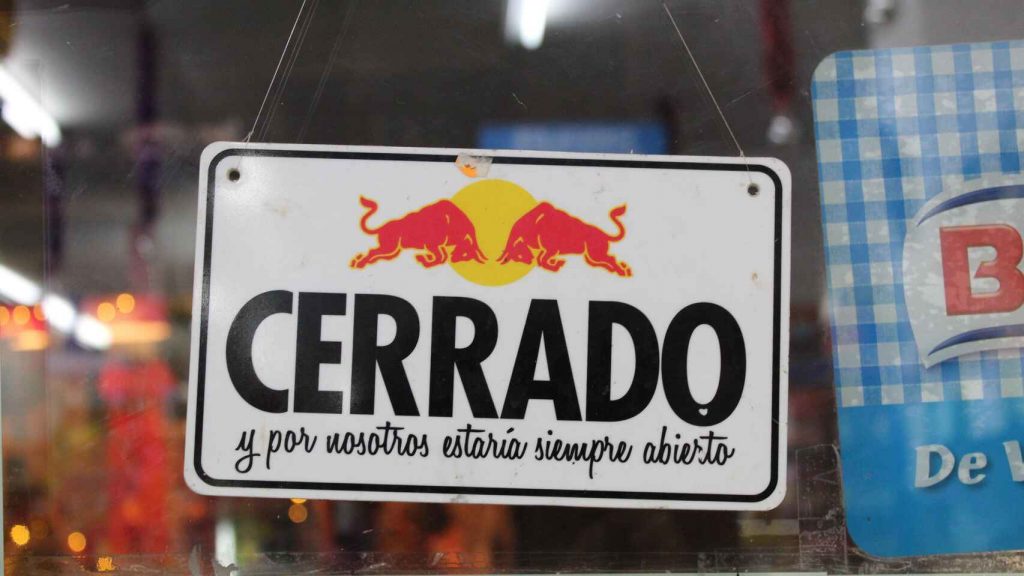 CERRADO
y por nosotros estaría siempre abierto
B
De